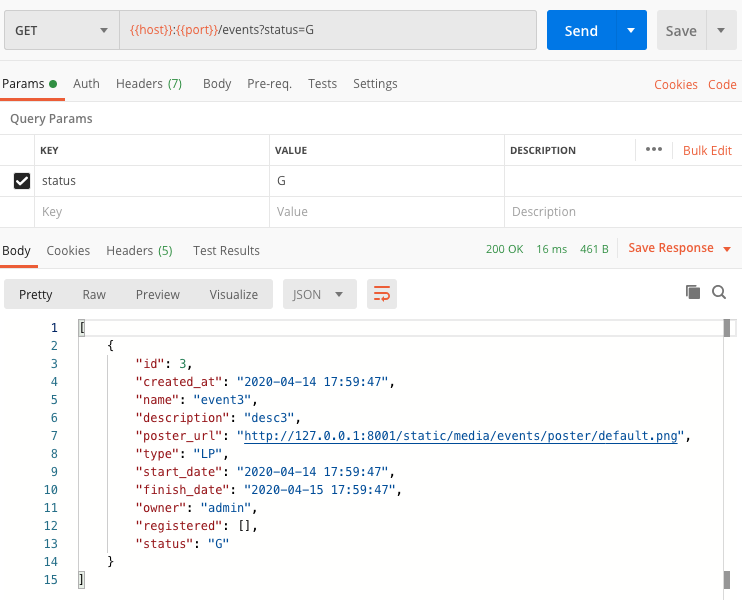 GET {{host}}:{{port}}/events?status=G Send Save
Params Auth Headers (7) Body Pre-req. Tests Settings Cookies Code
Query Params
KEY VALUE DESCRIPTION ••• Bulk Edit
status G
Key Value Description
Body Cookies Headers (5) Test Results 200 OK 16 ms 461 B Save Response
Pretty Raw Preview Visualize JSON
1 [
2 {
3 "id": 3,
4 "created_at": "2020-04-14 17:59:47",
5 "name": "event3",
6 "description": "desc3",
7 "poster_url": "http://127.0.0.1:8001/static/media/events/poster/default.png",
8 "type": "LP",
9 "start_date": "2020-04-14 17:59:47",
10 "finish_date": "2020-04-15 17:59:47",
11 "owner": "admin",
12 "registered": [],
13 "status": "G"
14 }
15 ]